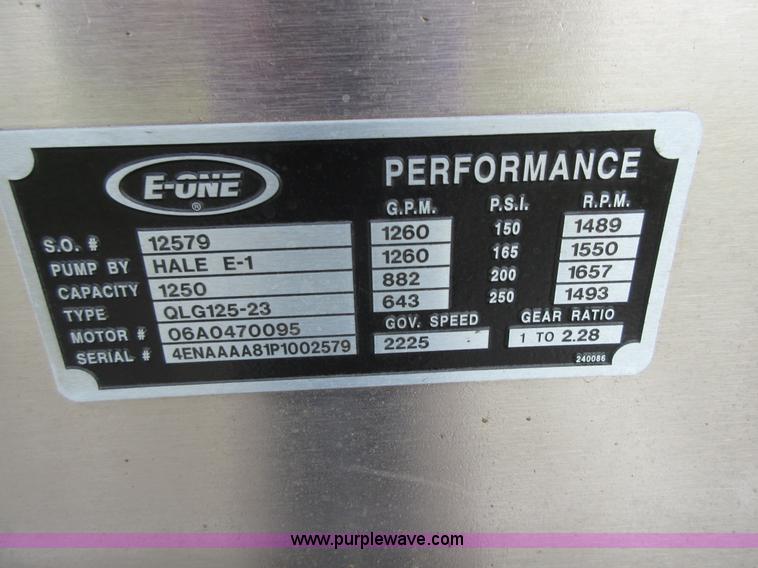 E-ONE
®
S.O. # 12579
PUMP BY HALE E-1
CAPACITY 1250
TYPE QLG125-23
MOTOR # 06A0470095
SERIAL # 4ENAAAA81P1002579
PERFORMANCE
G.P.M. P.S.I. R.P.M.
1260 150 1489
1260 165 1550
882 200 1657
643 250 1493
GOV. SPEED GEAR RATIO
2225 1 TO 2.28
240086
www.purplewave.com